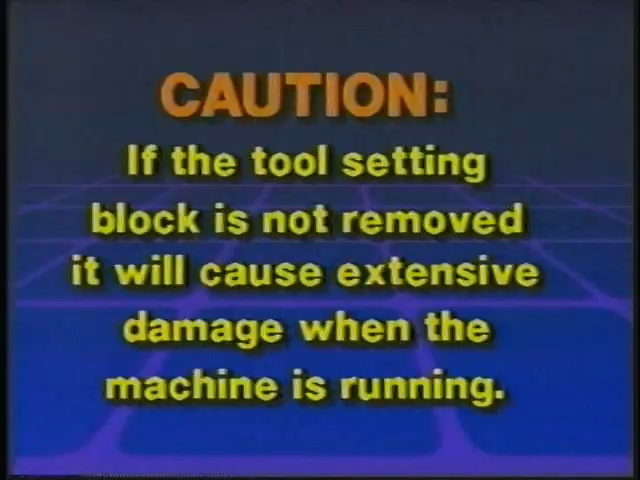 CAUTION:
If the tool setting
block is not removed
it will cause extensive
damage when the
machine is running.